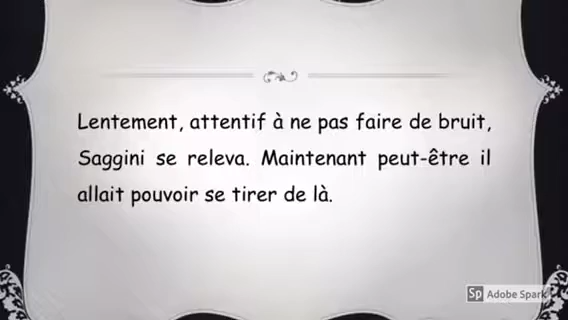 Lentement, attentif à ne pas faire de bruit,
Saggini se releva. Maintenant peut-être il
allait pouvoir se tirer de là.
Sp Adobe Spark